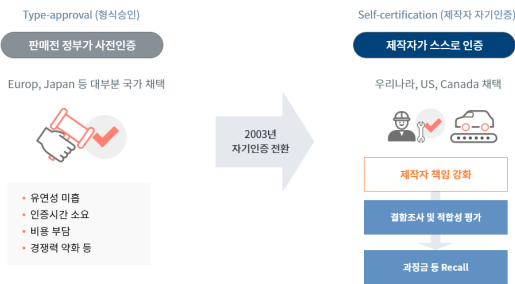 Type-approval (형식승인)
판매전 정부가 사전인증
Europ, Japan 등 대부분 국가 채택
• 유연성 미흡
• 인증시간 소요
• 비용 부담
• 경쟁력 약화 등
2003년
자기인증 전환
Self-certification (제작자 자기인증)
제작자가 스스로 인증
우리나라, US, Canada 채택
제작자 책임 강화
결함조사 및 적합성 평가
과징금 등 Recall